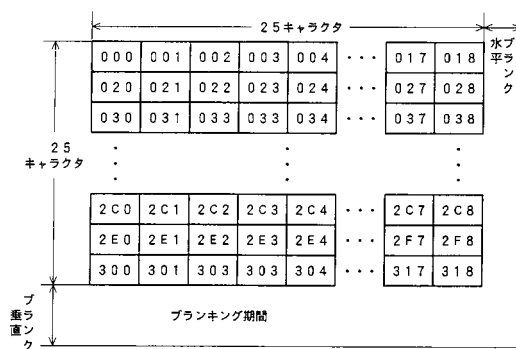 25キャラクタ
水平ブランク
000 001 002 003 004 ··· 017 018
020 021 022 023 024 ··· 027 028
030 031 033 033 034 ··· 037 038
25
キャラクタ
2C0 2C1 2C2 2C3 2C4 ··· 2C7 2C8
2E0 2E1 2E2 2E3 2E4 ··· 2F7 2F8
300 301 303 303 304 ··· 317 318
垂直ブランク
ブランキング期間